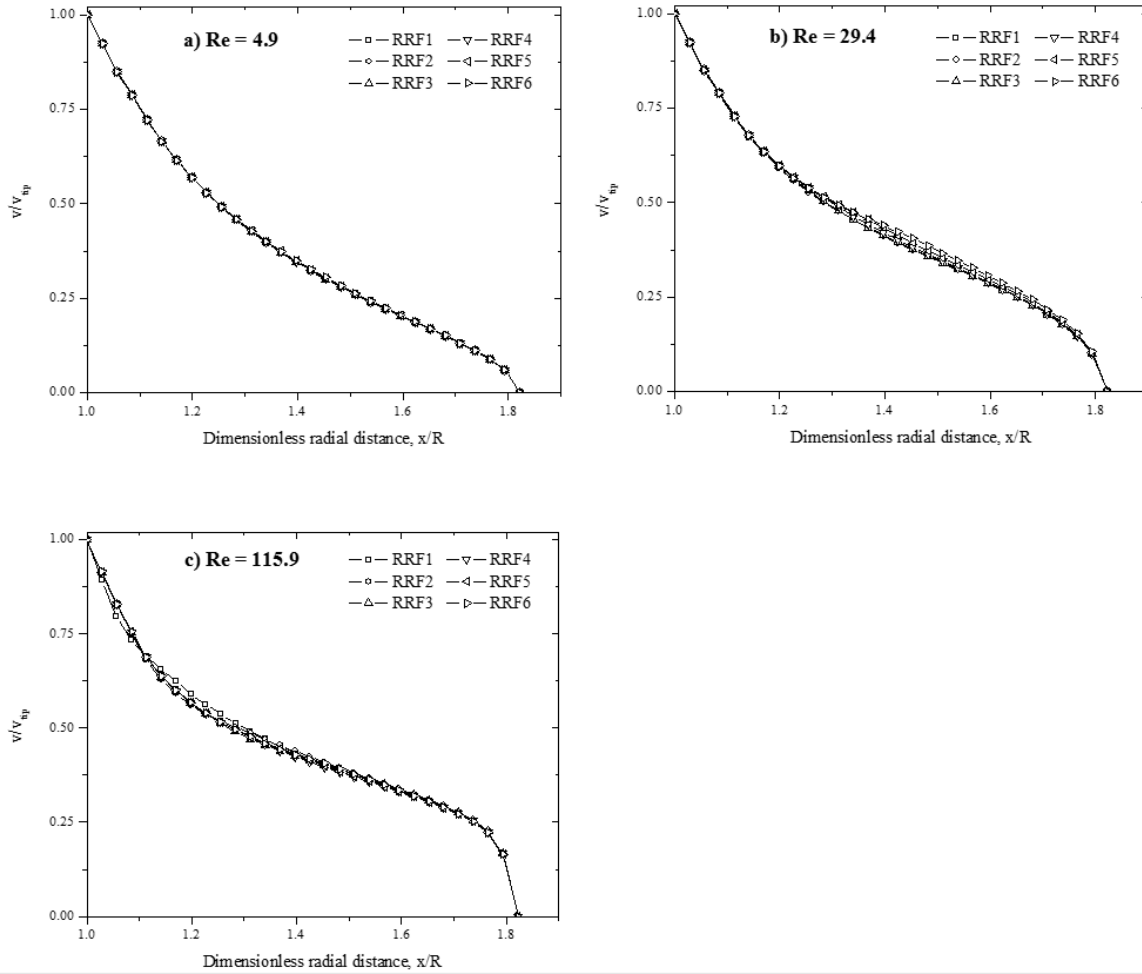 a) Re = 4.9
RRF1 RRF4
RRF2 RRF5
RRF3 RRF6
1.00
0.75
0.50
0.25
0.00
v/v_tip
1.0 1.2 1.4 1.6 1.8
Dimensionless radial distance, x/R
b) Re = 29.4
RRF1 RRF4
RRF2 RRF5
RRF3 RRF6
1.00
0.75
0.50
0.25
0.00
v/v_tip
1.0 1.2 1.4 1.6 1.8
Dimensionless radial distance, x/R
c) Re = 115.9
RRF1 RRF4
RRF2 RRF5
RRF3 RRF6
1.00
0.75
0.50
0.25
0.00
v/v_tip
1.0 1.2 1.4 1.6 1.8
Dimensionless radial distance, x/R